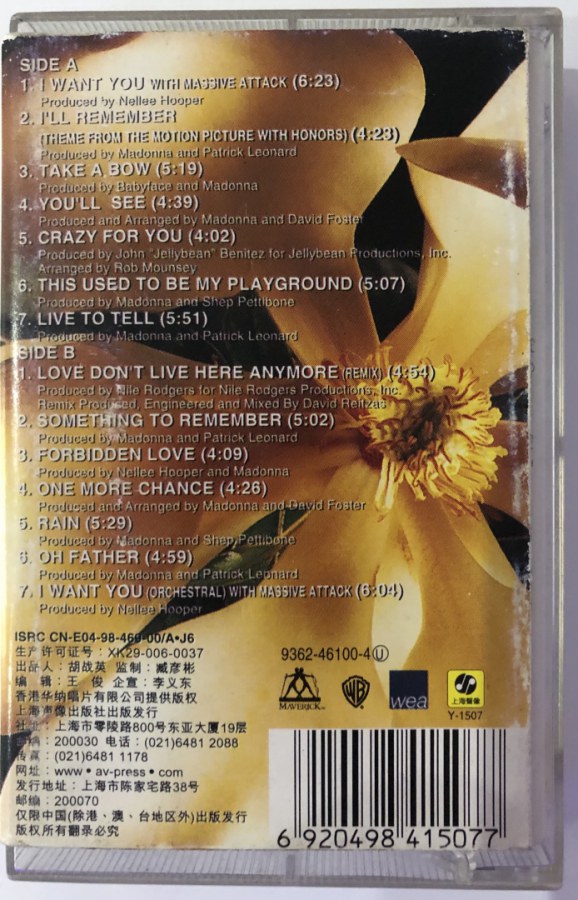 SIDE A
1. I WANT YOU WITH MASSIVE ATTACK (6:23)
Produced by Nellee Hooper
2. I'LL REMEMBER
(THEME FROM THE MOTION PICTURE WITH HONORS) (4:23)
Produced by Madonna and Patrick Leonard
3. TAKE A BOW (5:19)
Produced by Babyface and Madonna
4. YOU'LL SEE (4:39)
Produced and Arranged by Madonna and David Foster
5. CRAZY FOR YOU (4:02)
Produced by John "Jellybean" Benitez for Jellybean Productions, Inc.
Arranged by Rob Mounsey
6. THIS USED TO BE MY PLAYGROUND (5:07)
Produced by Madonna and Shep Pettibone
7. LIVE TO TELL (5:51)
Produced by Madonna and Patrick Leonard
SIDE B
1. LOVE DON'T LIVE HERE ANYMORE (REMIX) (4:54)
Produced by Nile Rodgers for Nile Rodgers Productions, Inc.
Remix Produced, Engineered and Mixed By David Reitzas
2. SOMETHING TO REMEMBER (5:02)
Produced by Madonna and Patrick Leonard
3. FORBIDDEN LOVE (4:09)
Produced by Nellee Hooper and Madonna
4. ONE MORE CHANCE (4:26)
Produced and Arranged by Madonna and David Foster
5. RAIN (5:29)
Produced by Madonna and Shep Pettibone
6. OH FATHER (4:59)
Produced by Madonna and Patrick Leonard
7. I WANT YOU (ORCHESTRAL) WITH MASSIVE ATTACK (6:04)
Produced by Nellee Hooper
ISRC CN-E04-98-460-00/A•J6
生产许可证号：XK29-006-0037
出品人：胡战英 监制：臧彦彬
编 辑：王 俊 企宣：李义东
香港华纳唱片有限公司提供版权
上海声像出版社出版发行
社址：上海市零陵路800号东亚大厦19层
邮编：200030 电话：(021)6481 2088
传真：(021)6481 1178
网址：www•av-press•com
发行地址：上海市陈家宅路38号
邮编：200070
仅限中国(除港、澳、台地区外)出版发行
版权所有翻录必究
9362-46100-4 Ⓤ
MAVERICK
WB
wea
上海声像
Y-1507
6 920498 415077